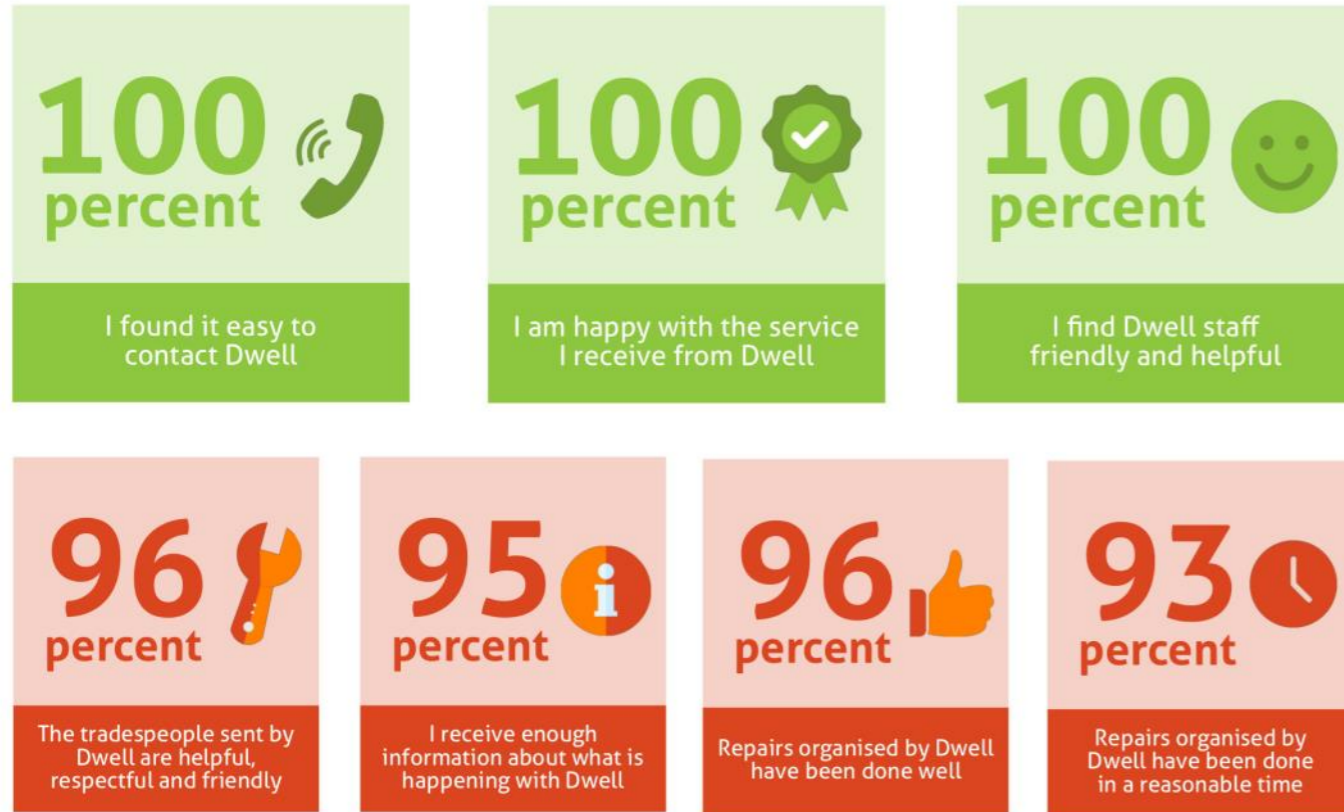 100
percent
I found it easy to
contact Dwell
100
percent
I am happy with the service
I receive from Dwell
100
percent
I find Dwell staff
friendly and helpful
96
percent
The tradespeople sent by
Dwell are helpful,
respectful and friendly
95
percent
I receive enough
information about what is
happening with Dwell
96
percent
Repairs organised by Dwell
have been done well
93
percent
Repairs organised by
Dwell have been done
in a reasonable time